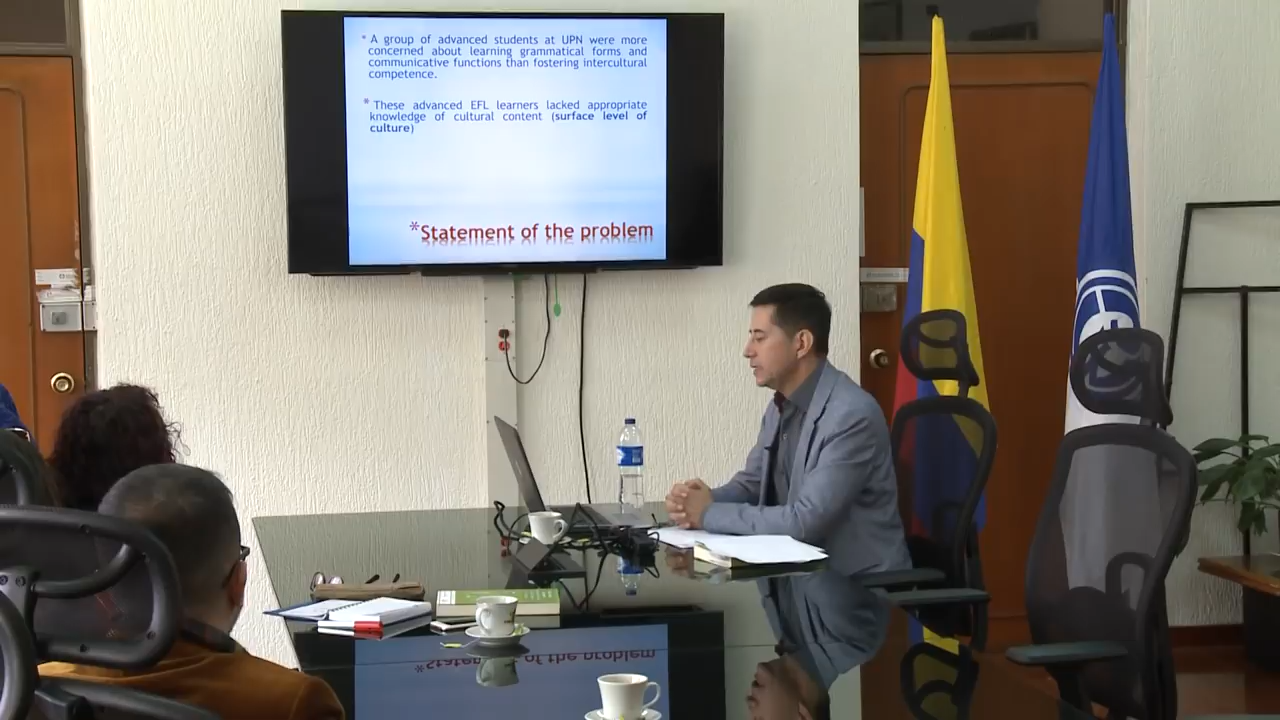 * A group of advanced students at UPN were more
concerned about learning grammatical forms and
communicative functions than fostering intercultural
competence.
* These advanced EFL learners lacked appropriate
knowledge of cultural content (surface level of
culture)
*Statement of the problem